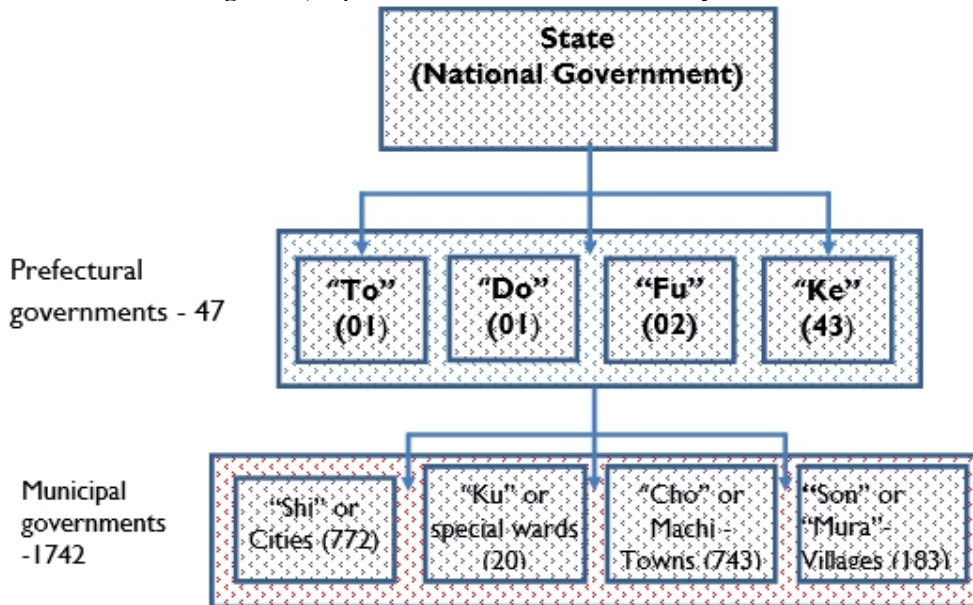 State
(National Government)
Prefectural
governments - 47
“To”
(01)
“Do”
(01)
“Fu”
(02)
“Ke”
(43)
Municipal
governments
-1742
“Shi” or
Cities (772)
“Ku” or
special wards
(20)
“Cho” or
Machi -
Towns (743)
“Son” or
“Mura”-
Villages (183)